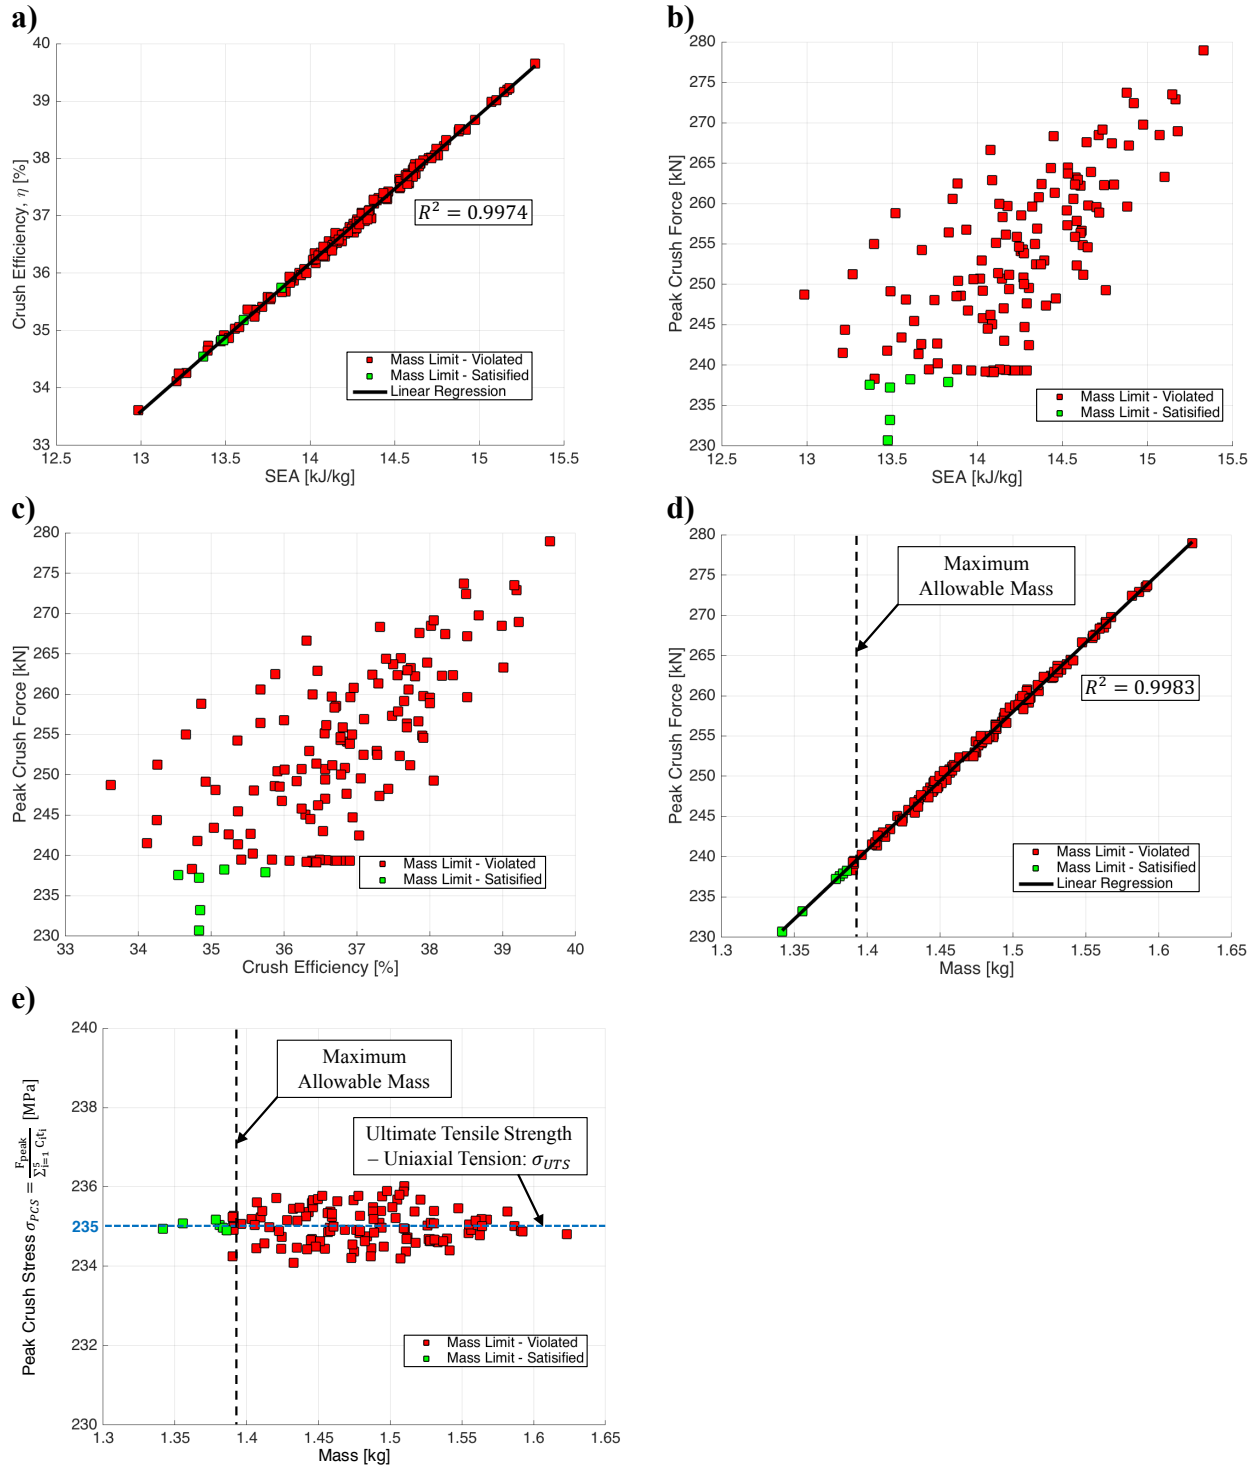 a)
40
39
38
37
36
35
34
33
Crush Efficiency, η [%]
R² = 0.9974
Mass Limit - Violated
Mass Limit - Satisified
Linear Regression
12.5 13 13.5 14 14.5 15 15.5
SEA [kJ/kg]
b)
280
275
270
265
260
255
250
245
240
235
230
Peak Crush Force [kN]
Mass Limit - Violated
Mass Limit - Satisified
12.5 13 13.5 14 14.5 15 15.5
SEA [kJ/kg]
c)
280
275
270
265
260
255
250
245
240
235
230
Peak Crush Force [kN]
Mass Limit - Violated
Mass Limit - Satisified
33 34 35 36 37 38 39 40
Crush Efficiency [%]
d)
280
275
270
265
260
255
250
245
240
235
230
Peak Crush Force [kN]
Maximum
Allowable Mass
R² = 0.9983
Mass Limit - Violated
Mass Limit - Satisified
Linear Regression
1.3 1.35 1.4 1.45 1.5 1.55 1.6 1.65
Mass [kg]
e)
240
238
236
235
234
232
230
Peak Crush Stress σ_PCS = F_peak / Σ⁵ᵢ₌₁ Cᵢtᵢ [MPa]
Maximum
Allowable Mass
Ultimate Tensile Strength
– Uniaxial Tension: σ_UTS
Mass Limit - Violated
Mass Limit - Satisified
1.3 1.35 1.4 1.45 1.5 1.55 1.6 1.65
Mass [kg]